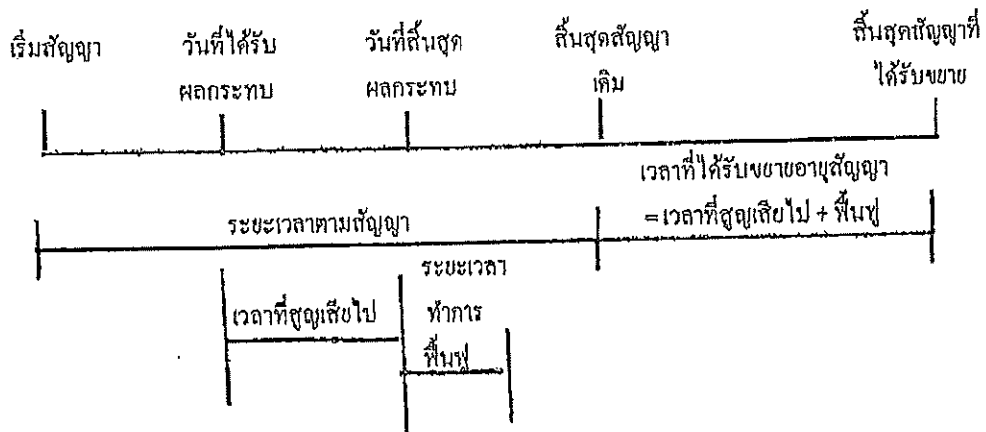 เริ่มสัญญา
วันที่ได้รับ
ผลกระทบ
วันที่สิ้นสุด
ผลกระทบ
สิ้นสุดสัญญา
เดิม
สิ้นสุดสัญญาที่
ได้รับขยาย
เวลาที่ได้รับขยายอายุสัญญา
=เวลาที่สูญเสียไป + ฟื้นฟู
ระยะเวลาตามสัญญา
เวลาที่สูญเสียไป
ระยะเวลา
ทำการ
ฟื้นฟู